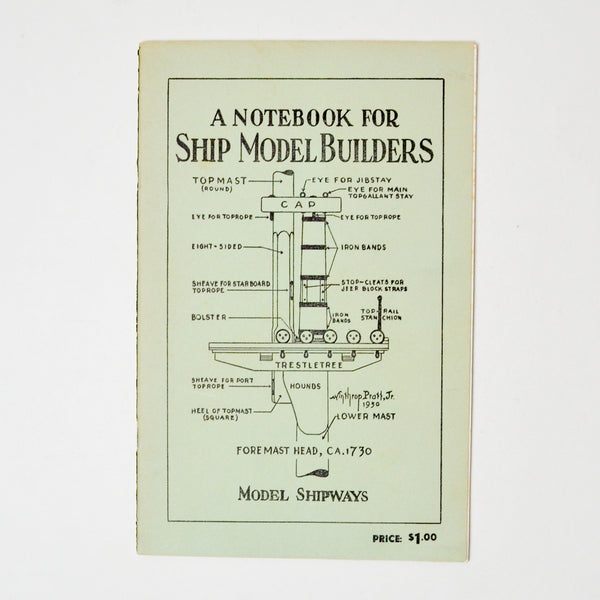 A NOTEBOOK FOR
SHIP MODEL BUILDERS
TOPMAST
(ROUND)
EYE FOR JIBSTAY
EYE FOR MAIN
TOPGALLANT STAY
CAP
EYE FOR TOPROPE
EYE FOR TOPROPE
EIGHT-SIDED
IRON BANDS
SHEAVE FOR STARBOARD
TOPROPE
STOP-CLEATS FOR
JEER BLOCK STRAPS
BOLSTER
IRON
BANDS
TOP-RAIL
STANCHION
TRESTLETREE
SHEAVE FOR PORT
TOPROPE
HOUNDS
Winthrop Pratt, Jr.
1950
HEEL OF TOPMAST
(SQUARE)
LOWER MAST
FOREMAST HEAD, CA.1730
MODEL SHIPWAYS
PRICE: $1.00